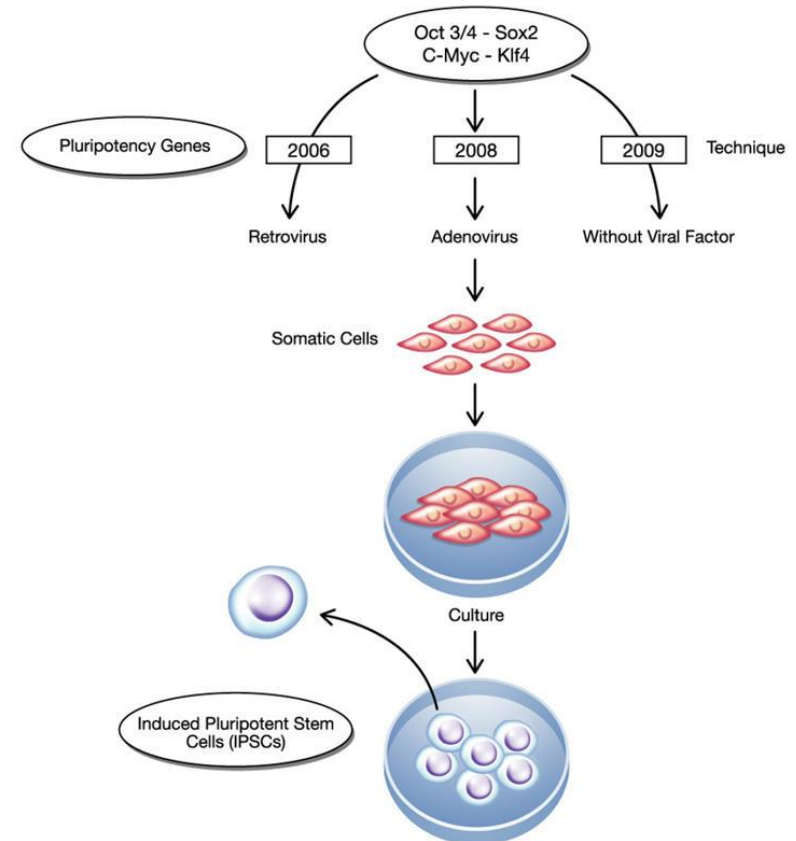 Oct 3/4 - Sox2
C-Myc - Klf4
Pluripotency Genes
2006
2008
2009
Technique
Retrovirus
Adenovirus
Without Viral Factor
Somatic Cells
Culture
Induced Pluripotent Stem
Cells (IPSCs)